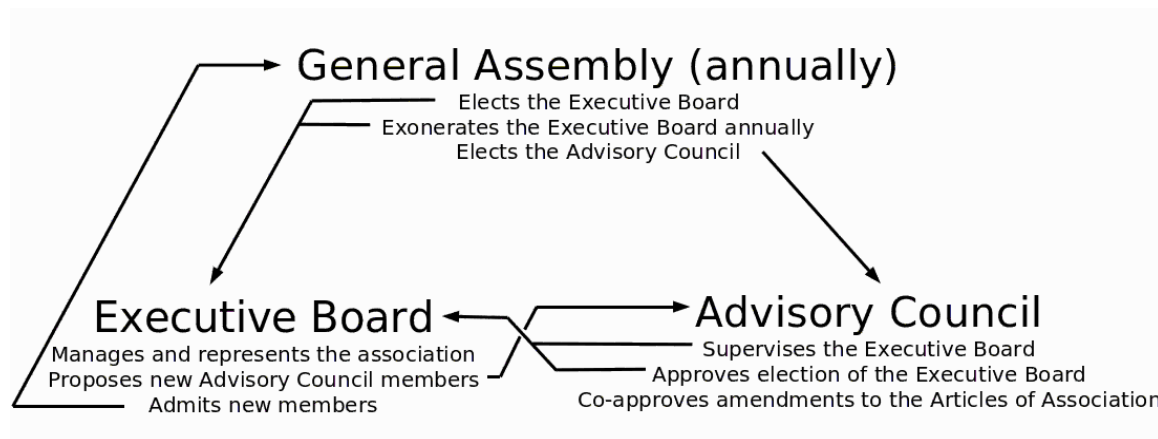 General Assembly (annually)
Elects the Executive Board
Exonerates the Executive Board annually
Elects the Advisory Council
Executive Board
Manages and represents the association
Proposes new Advisory Council members
Admits new members
Advisory Council
Supervises the Executive Board
Approves election of the Executive Board
Co-approves amendments to the Articles of Association